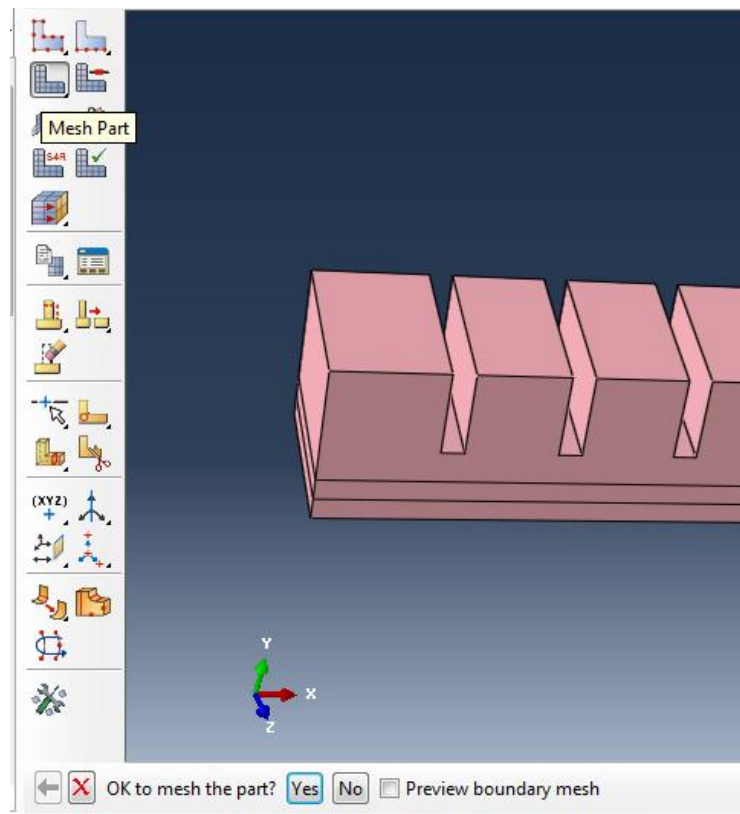 Mesh Part
S4R
(XYZ)
Y
X
Z
OK to mesh the part? Yes No Preview boundary mesh